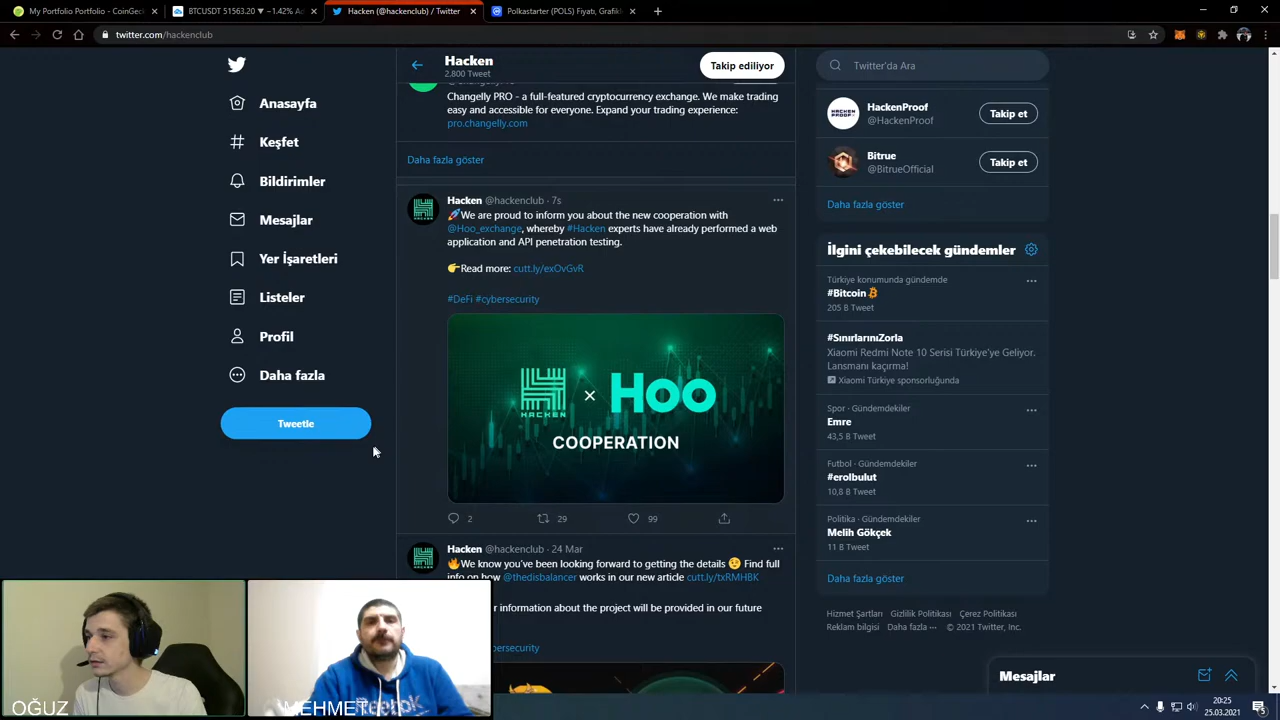 My Portfolio Portfolio - CoinGec
BTCUSDT 51563.20 ▼ −1.42% A
Hacken (@hackenclub) / Twitter
Polkastarter (POLS) Fiyatı, Grafikl
twitter.com/hackenclub
Anasayfa
Keşfet
Bildirimler
Mesajlar
Yer İşaretleri
Listeler
Profil
Daha fazla
Tweetle
Hacken
2.800 Tweet
Takip ediliyor
Changelly PRO - a full-featured cryptocurrency exchange. We make trading
easy and accessible for everyone. Expand your trading experience:
pro.changelly.com
Daha fazla göster
Hacken @hackenclub · 7s
🚀We are proud to inform you about the new cooperation with
@Hoo_exchange, whereby #Hacken experts have already performed a web
application and API penetration testing.
👉Read more: cutt.ly/exOvGvR
#DeFi #cybersecurity
HACKEN × Hoo
COOPERATION
2 29 99
Hacken @hackenclub · 24 Mar
🔥We know you've been looking forward to getting the details 😉 Find full
info on how @thedisbalancer works in our new article cutt.ly/txRMHBK
r information about the project will be provided in our future
bersecurity
Twitter'da Ara
HACKEN PROOF
HackenProof
@HackenProof
Takip et
Bitrue
@BitrueOfficial
Takip et
Daha fazla göster
İlgini çekebilecek gündemler
Türkiye konumunda gündemde
#Bitcoin
205 B Tweet
#SınırlarınıZorla
Xiaomi Redmi Note 10 Serisi Türkiye'ye Geliyor.
Lansmanı kaçırma!
Xiaomi Türkiye sponsorluğunda
Spor · Gündemdekiler
Emre
43,5 B Tweet
Futbol · Gündemdekiler
#erolbulut
10,8 B Tweet
Politika · Gündemdekiler
Melih Gökçek
11 B Tweet
Daha fazla göster
Hizmet Şartları Gizlilik Politikası Çerez Politikası
Reklam bilgisi Daha fazla ··· © 2021 Twitter, Inc.
Mesajlar
OĞUZ
MEHMET
20:25
25.03.2021
5